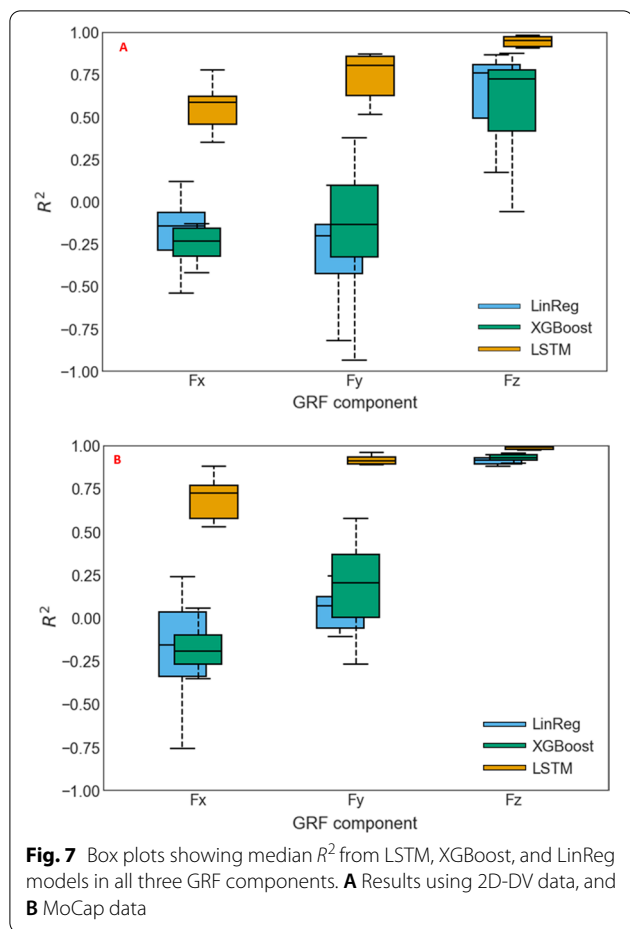 A
1.00
0.75
0.50
0.25
0.00
−0.25
−0.50
−0.75
−1.00
R²
LinReg
XGBoost
LSTM
Fx Fy Fz
GRF component
B
1.00
0.75
0.50
0.25
0.00
−0.25
−0.50
−0.75
−1.00
R²
LinReg
XGBoost
LSTM
Fx Fy Fz
GRF component
Fig. 7 Box plots showing median R² from LSTM, XGBoost, and LinReg
models in all three GRF components. A Results using 2D-DV data, and
B MoCap data